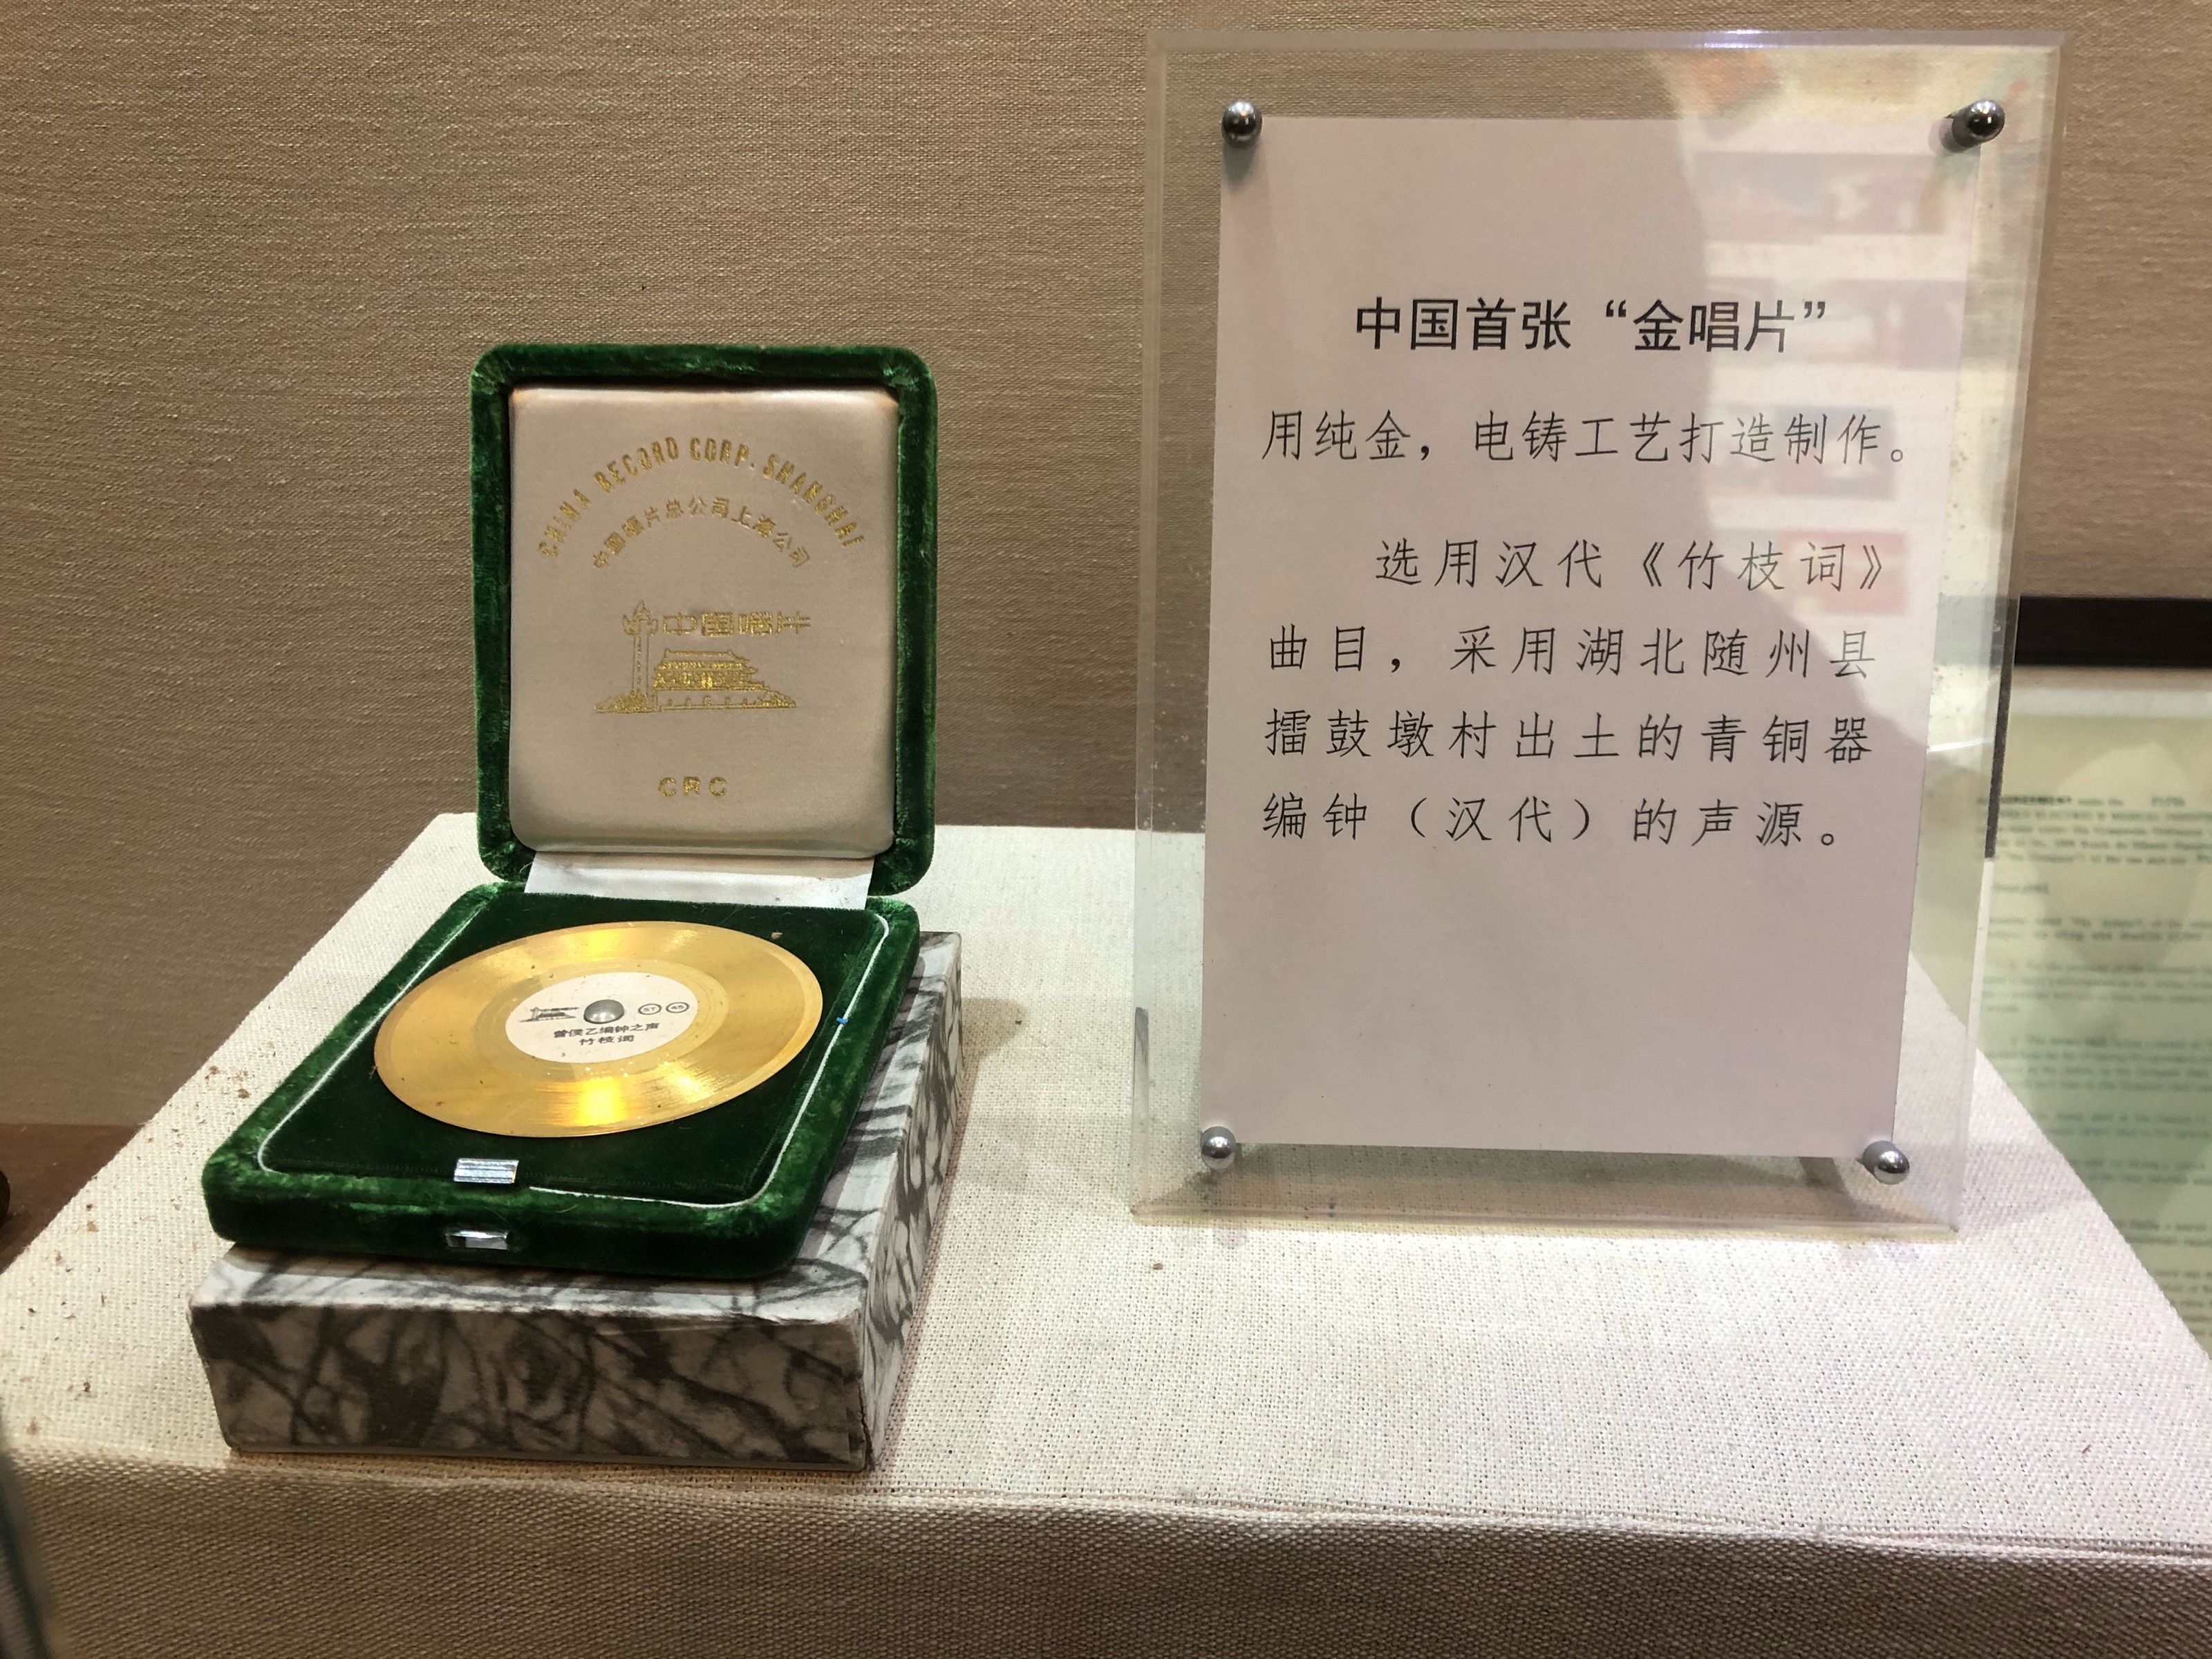 CHINA RECORD CORP. SHANGHAI
中国唱片总公司上海公司
中国唱片
CRC
ST 45
曾侯乙编钟之声
竹枝词
中国首张“金唱片”
用纯金，电铸工艺打造制作。
选用汉代《竹枝词》
曲目，采用湖北随州县
擂鼓墩村出土的青铜器
编钟（汉代）的声源。